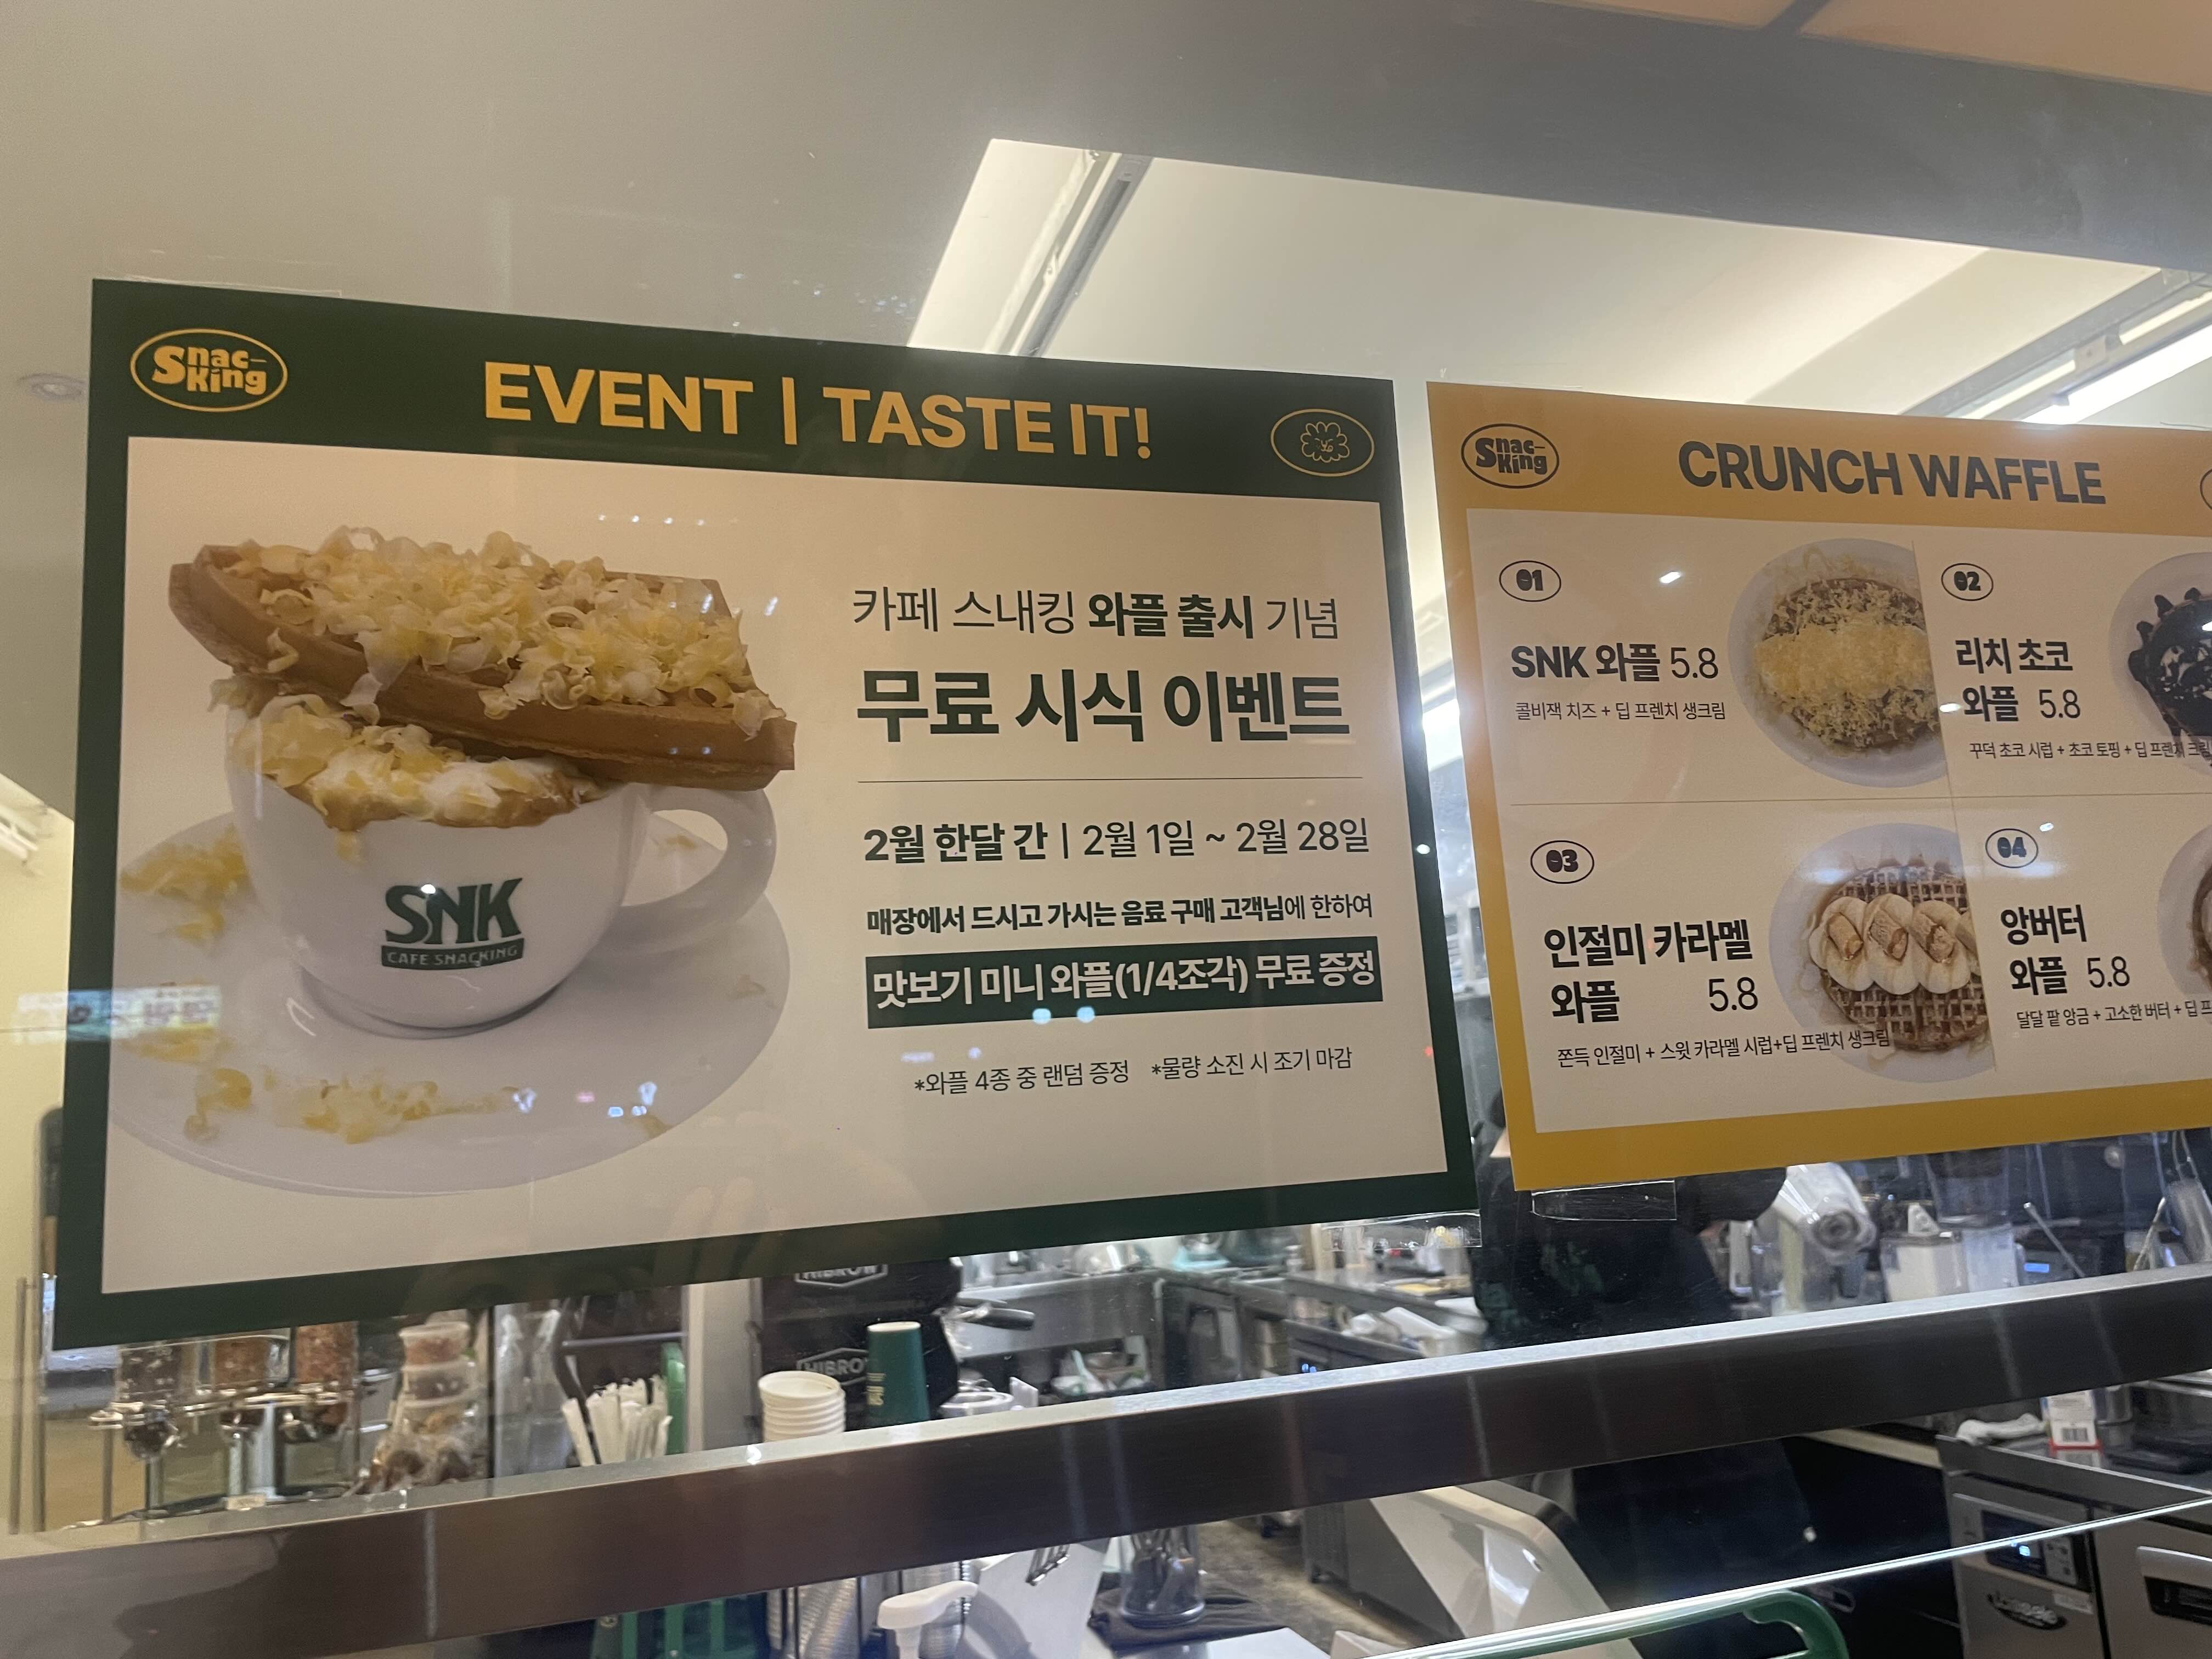 Snac-
King
EVENT | TASTE IT!
카페 스내킹 와플 출시 기념
무료 시식 이벤트
2월 한달 간 | 2월 1일 ~ 2월 28일
매장에서 드시고 가시는 음료 구매 고객님에 한하여
맛보기 미니 와플(1/4조각) 무료 증정
*와플 4종 중 랜덤 증정 *물량 소진 시 조기 마감
SNK
CAFE SNACKING
Snac-
King
CRUNCH WAFFLE
01
SNK 와플 5.8
콜비잭 치즈 + 딥 프렌치 생크림
02
리치 초코
와플 5.8
꾸덕 초코 시럽 + 초코 토핑 + 딥 프렌치
03
인절미 카라멜
와플 5.8
쫀득 인절미 + 스윗 카라멜 시럽+딥 프렌치 생크림
04
앙버터
와플 5.8
달달 팥 앙금 + 고소한 버터 + 딥
HIBROW